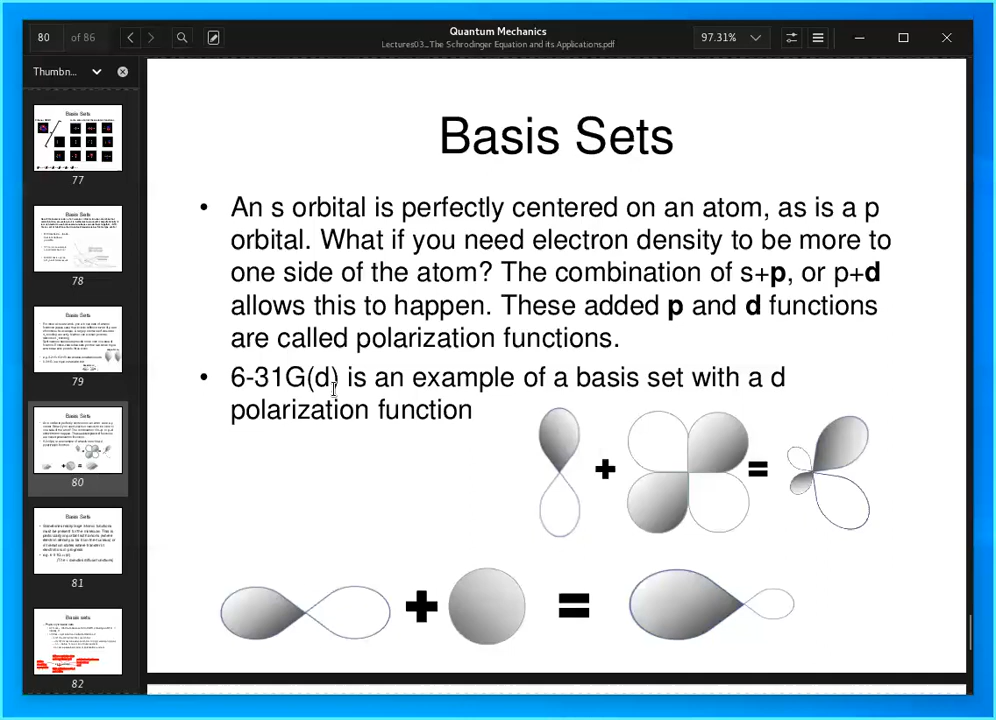 80 of 86
Quantum Mechanics
Lectures03_The Schrodinger Equation and its Applications.pdf
97.31%
Thumbn...
Basis Sets
77
Basis Sets
78
Basis Sets
79
Basis Sets
80
81
Basis sets
82
Basis Sets
• An s orbital is perfectly centered on an atom, as is a p
orbital. What if you need electron density to be more to
one side of the atom? The combination of s+p, or p+d
allows this to happen. These added p and d functions
are called polarization functions.
• 6-31G(d) is an example of a basis set with a d
polarization function
+ =
+ =